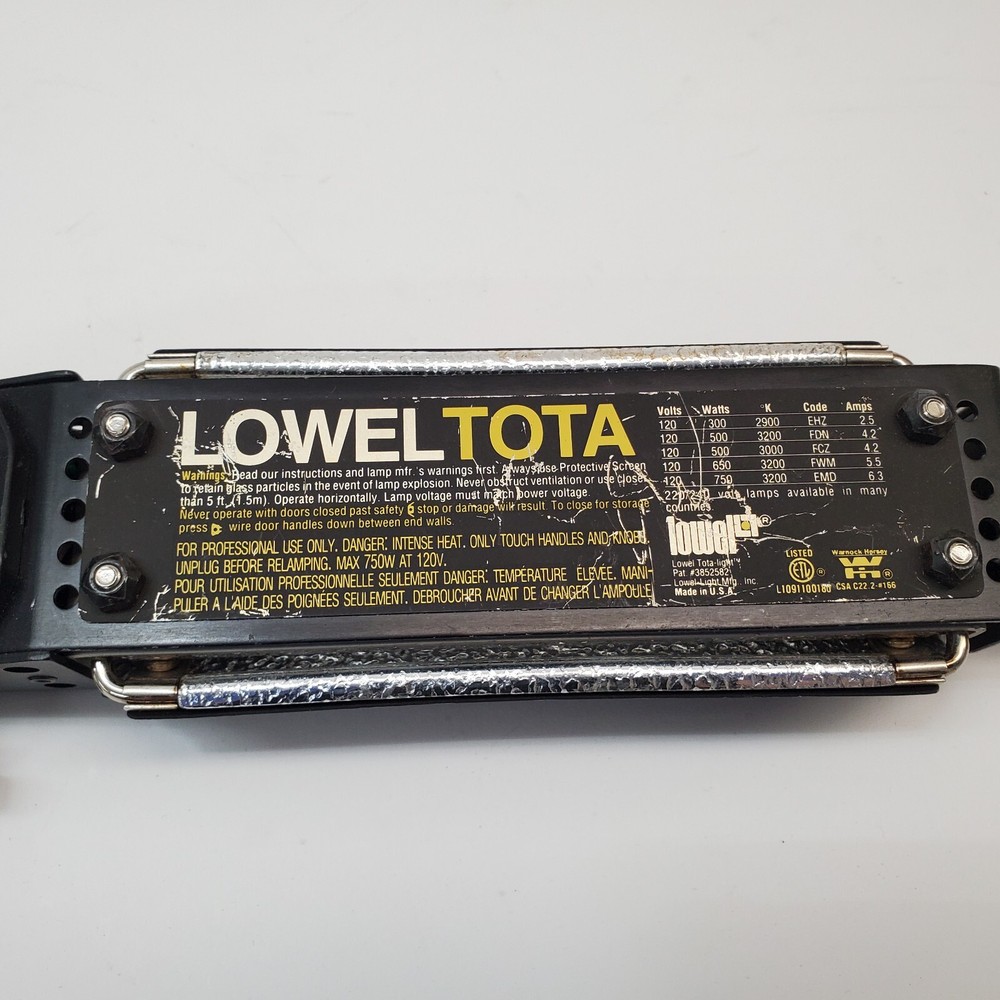 LOWEL TOTA
Warnings: Read our instructions and lamp mfr.'s warnings first. Always use Protective Screen
to retain glass particles in the event of lamp explosion. Never obstruct ventilation or use closer
than 5 ft. (1.5m). Operate horizontally. Lamp voltage must match power voltage.
Never operate with doors closed past safety stop or damage will result. To close for storage
press wire door handles down between end walls.
FOR PROFESSIONAL USE ONLY. DANGER: INTENSE HEAT. ONLY TOUCH HANDLES AND KNOBS.
UNPLUG BEFORE RELAMPING. MAX 750W AT 120V.
POUR UTILISATION PROFESSIONNELLE SEULEMENT DANGER: TEMPÉRATURE ÉLEVÉE. MANI-
PULER A L'AIDE DES POIGNÉES SEULEMENT. DEBROUCHER AVANT DE CHANGER L'AMPOULE
Volts Watts °K Code Amps
120 300 2900 EHZ 2.5
120 500 3200 FDN 4.2
120 500 3000 FCZ 4.2
120 650 3200 FWM 5.5
120 750 3200 EMD 6.3
220/240 volt lamps available in many
countries
lowel®
Lowel Tota-light™
Pat. #3852582
Lowel-Light Mfg. inc.
Made in U.S.A.
LISTED
ETL ®
L1091100180
Warnock Hersey
WH ®
CSA C22.2-#166